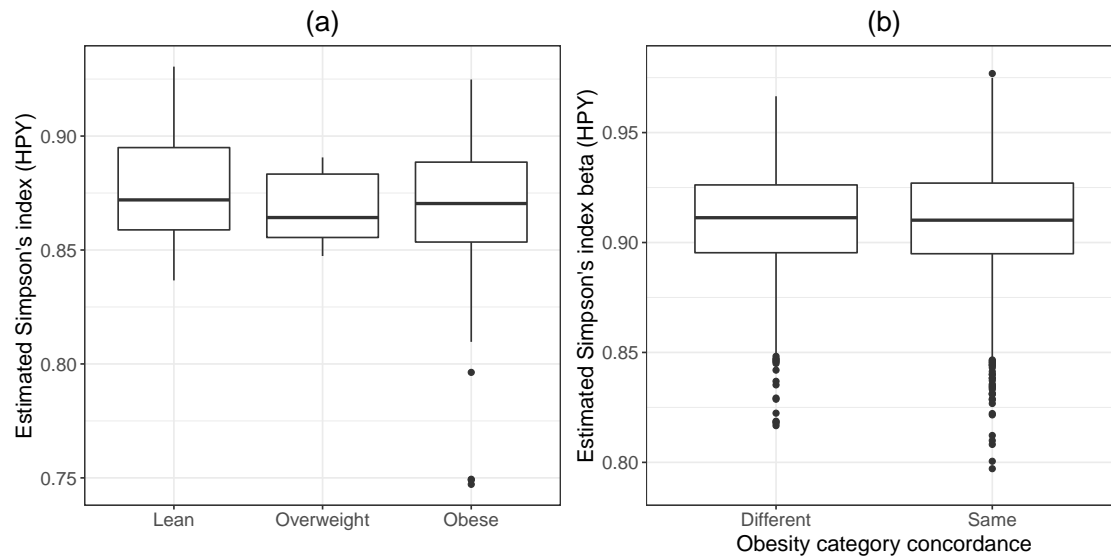 (a)
Estimated Simpson's index (HPY)
0.90
0.85
0.80
0.75
Lean Overweight Obese
(b)
Estimated Simpson's index beta (HPY)
0.95
0.90
0.85
0.80
Different Same
Obesity category concordance